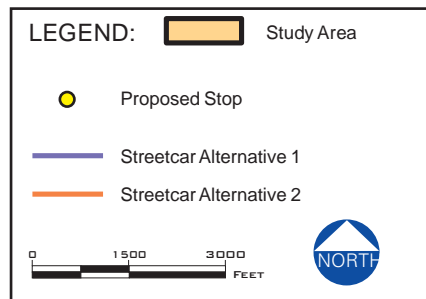 LEGEND: Study Area
Proposed Stop
Streetcar Alternative 1
Streetcar Alternative 2
0 1500 3000
FEET
NORTH